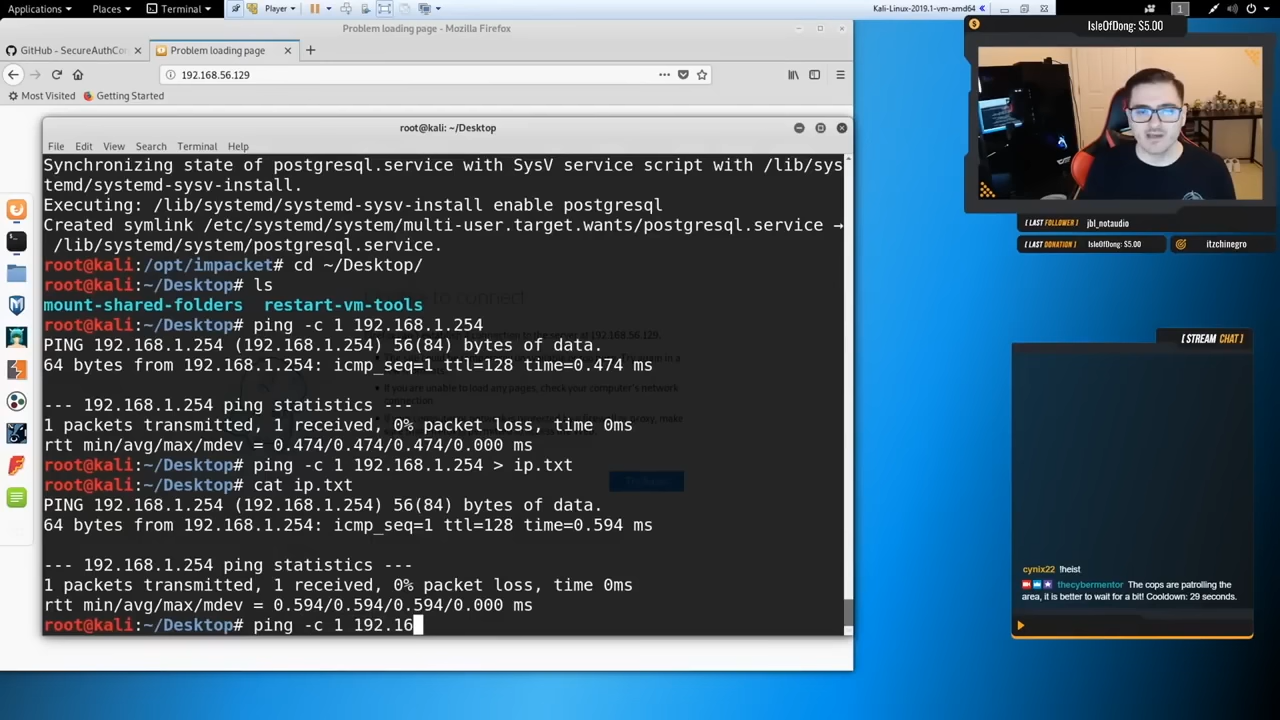 Applications
Places
Terminal
Player
Kali-Linux-2019.1-vm-amd64
1
Problem loading page - Mozilla Firefox
GitHub - SecureAuthCor
Problem loading page
192.168.56.129
Most Visited
Getting Started
root@kali: ~/Desktop
File Edit View Search Terminal Help
Synchronizing state of postgresql.service with SysV service script with /lib/sys
temd/systemd-sysv-install.
Executing: /lib/systemd/systemd-sysv-install enable postgresql
Created symlink /etc/systemd/system/multi-user.target.wants/postgresql.service →
/lib/systemd/system/postgresql.service.
root@kali:/opt/impacket# cd ~/Desktop/
root@kali:~/Desktop# ls
mount-shared-folders restart-vm-tools
root@kali:~/Desktop# ping -c 1 192.168.1.254
PING 192.168.1.254 (192.168.1.254) 56(84) bytes of data.
64 bytes from 192.168.1.254: icmp_seq=1 ttl=128 time=0.474 ms
--- 192.168.1.254 ping statistics ---
1 packets transmitted, 1 received, 0% packet loss, time 0ms
rtt min/avg/max/mdev = 0.474/0.474/0.474/0.000 ms
root@kali:~/Desktop# ping -c 1 192.168.1.254 > ip.txt
root@kali:~/Desktop# cat ip.txt
PING 192.168.1.254 (192.168.1.254) 56(84) bytes of data.
64 bytes from 192.168.1.254: icmp_seq=1 ttl=128 time=0.594 ms
--- 192.168.1.254 ping statistics ---
1 packets transmitted, 1 received, 0% packet loss, time 0ms
rtt min/avg/max/mdev = 0.594/0.594/0.594/0.000 ms
root@kali:~/Desktop# ping -c 1 192.16
IsleOfDong: $5.00
[ LAST FOLLOWER ] jbl_notaudio
[ LAST DONATION ] IsleOfDong: $5.00
itzchinegro
[ STREAM CHAT ]
cynix22 !heist
thecybermentor The cops are patrolling the
area, it is better to wait for a bit! Cooldown: 29 seconds.